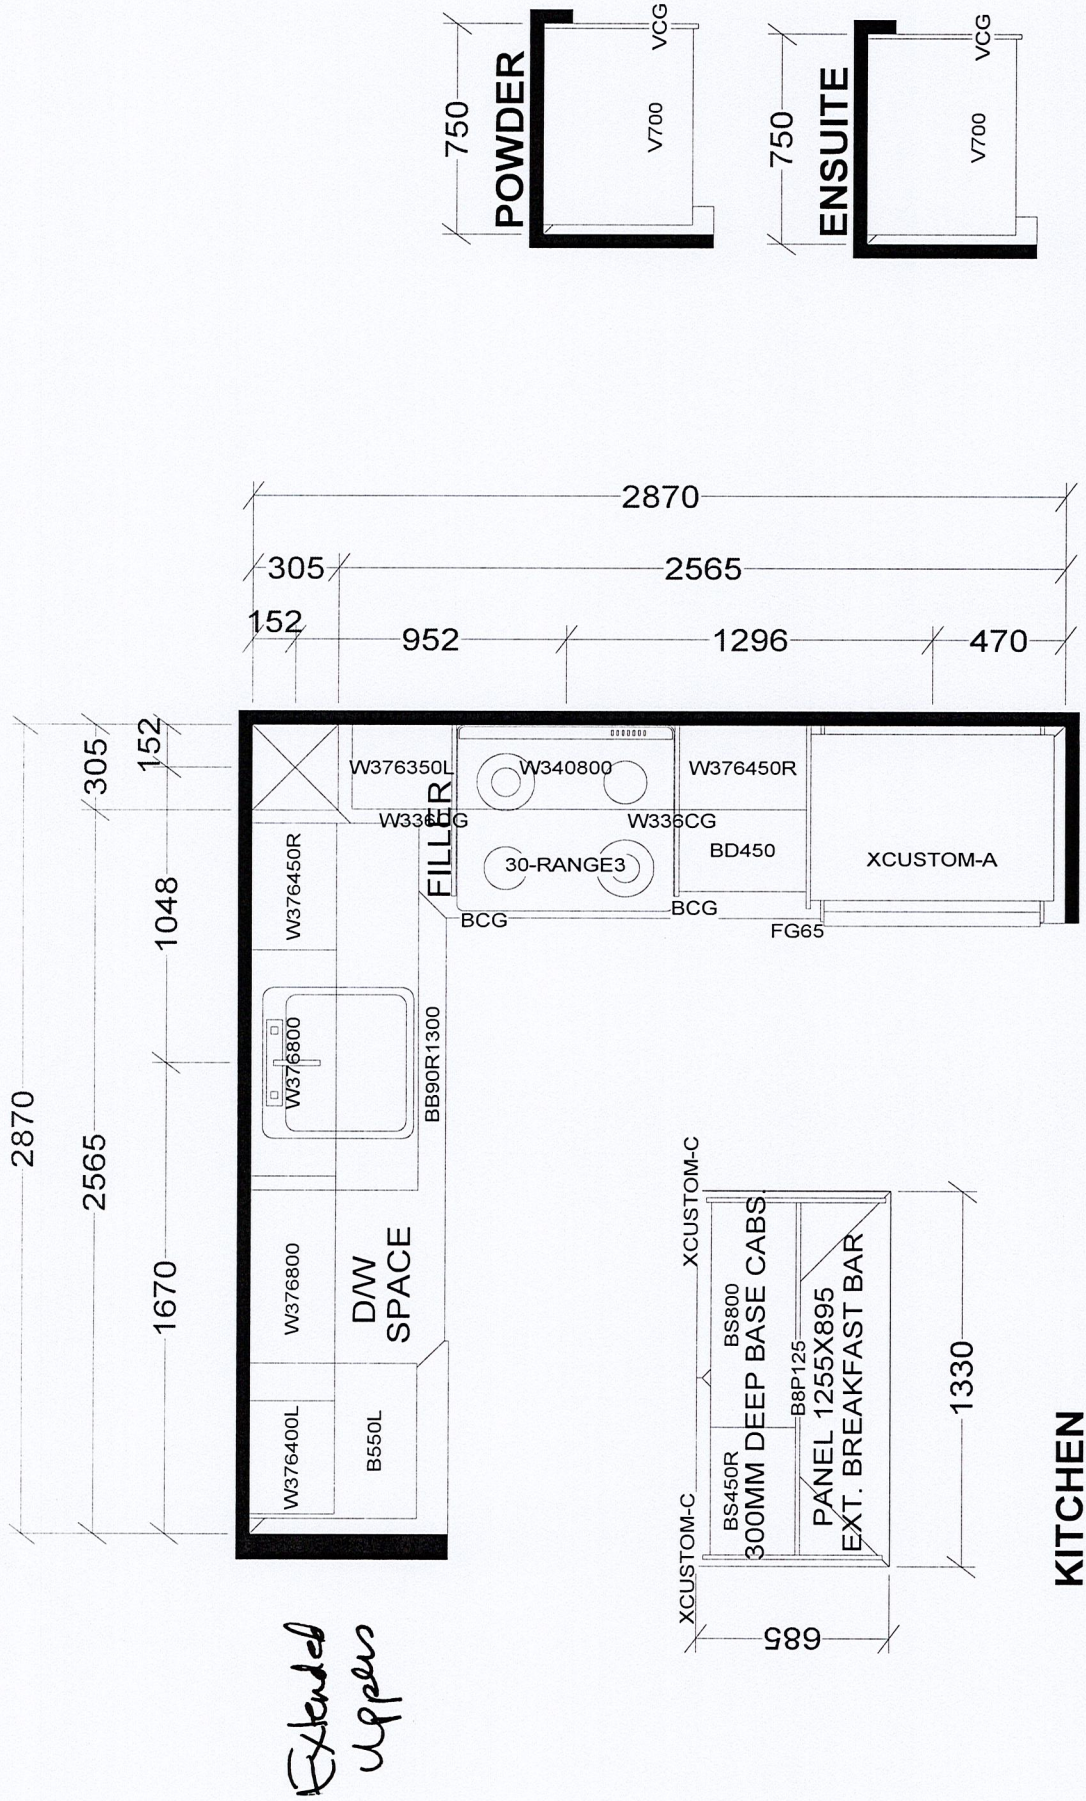 VCG
750
POWDER
V700
VCG
750
ENSUITE
V700
2870
305
2565
152
952
1296
470
2870
305
2565
152
1048
1670
W376350L
W340800
W376450R
FILLER
W336CG
W336CG
BD450
30-RANGE3
XCUSTOM-A
BCG
BCG
FG65
W376450R
W376800
BB90R1300
W376800
D/W
SPACE
W376400L
B550L
XCUSTOM-C
BS800
BS450R
300MM DEEP BASE CABS.
B8P125
PANEL 1255X895
EXT. BREAKFAST BAR
XCUSTOM-C
1330
685
KITCHEN
Extended
Uppers